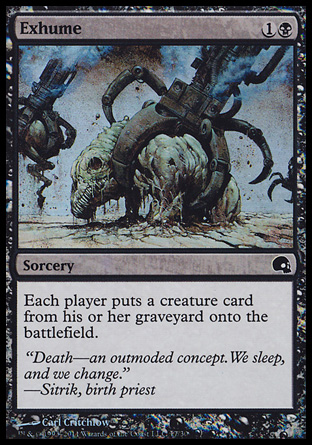 Exhume 1
Sorcery
Each player puts a creature card
from his or her graveyard onto the
battlefield.
"Death—an outmoded concept. We sleep,
and we change."
—Sitrik, birth priest
Carl Critchlow